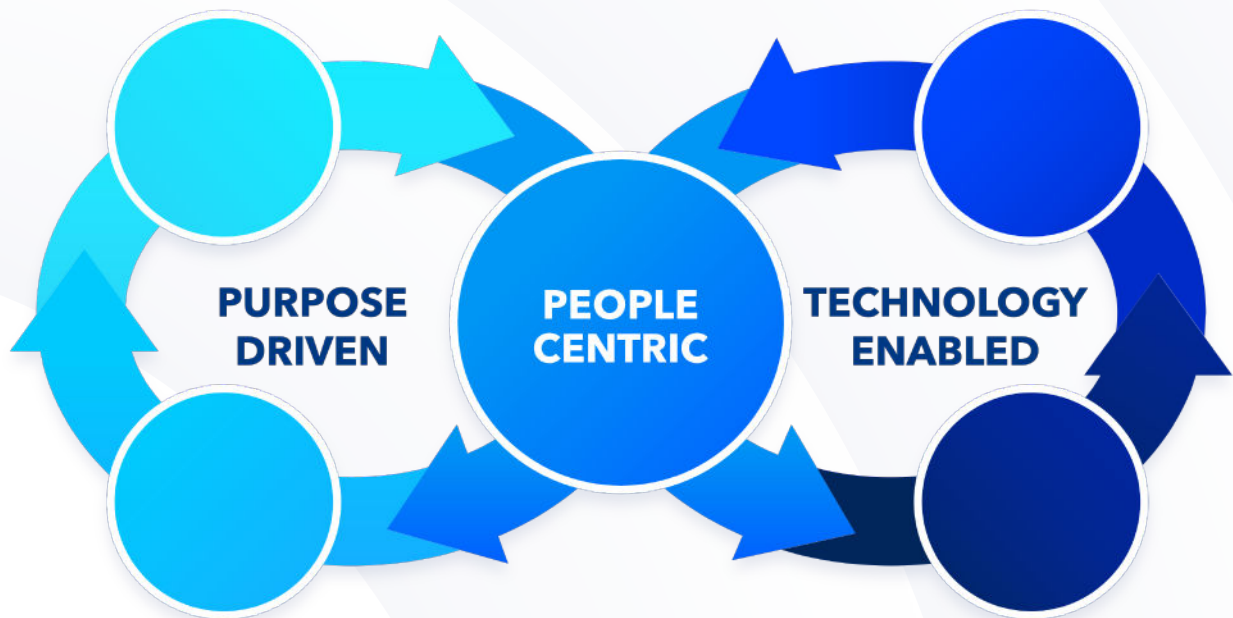 PURPOSE
DRIVEN
PEOPLE
CENTRIC
TECHNOLOGY
ENABLED